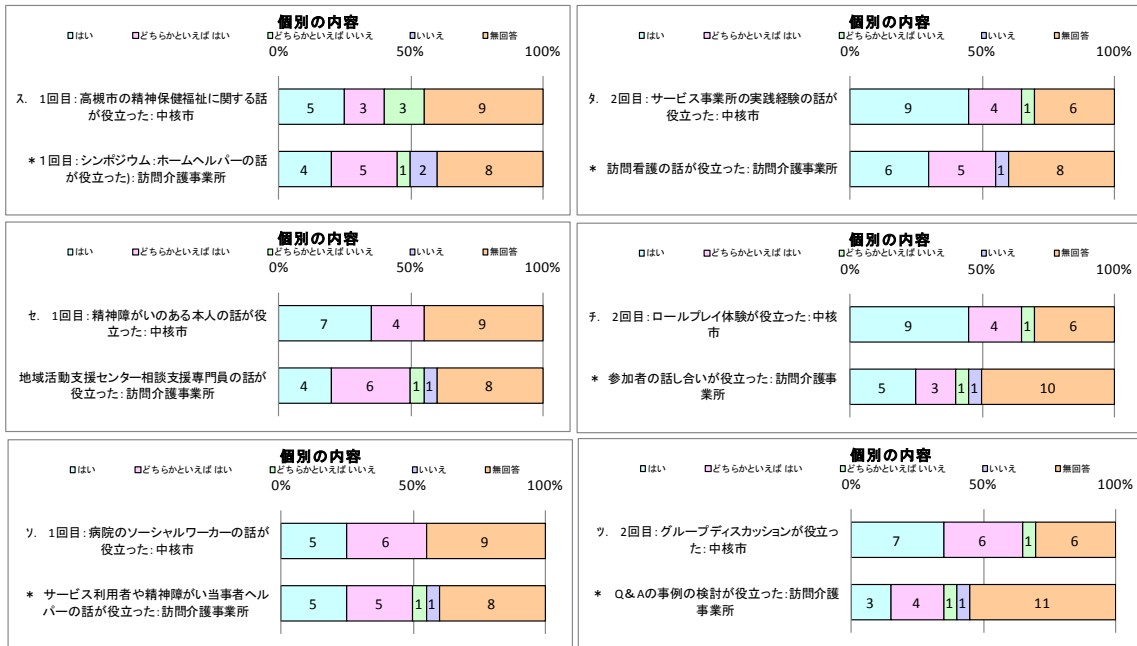 個別の内容
はい どちらかといえば はい どちらかといえば いいえ いいえ 無回答
0% 50% 100%
ス. 1回目：高槻市の精神保健福祉に関する話
が役立った：中核市
5 3 3 9
* 1回目：シンポジウム：ホームヘルパーの話
が役立った)：訪問介護事業所
4 5 1 2 8
個別の内容
はい どちらかといえば はい どちらかといえば いいえ いいえ 無回答
0% 50% 100%
タ. 2回目：サービス事業所の実践経験の話が
役立った：中核市
9 4 1 6
* 訪問看護の話が役立った：訪問介護事業所
6 5 1 8
個別の内容
はい どちらかといえば はい どちらかといえば いいえ いいえ 無回答
0% 50% 100%
セ. 1回目：精神障がいのある本人の話が役
立った：中核市
7 4 9
地域活動支援センター相談支援専門員の話が
役立った：訪問介護事業所
4 6 1 1 8
個別の内容
はい どちらかといえば はい どちらかといえば いいえ いいえ 無回答
0% 50% 100%
チ. 2回目：ロールプレイ体験が役立った：中核
市
9 4 1 6
* 参加者の話し合いが役立った：訪問介護事
業所
5 3 1 1 10
個別の内容
はい どちらかといえば はい どちらかといえば いいえ いいえ 無回答
0% 50% 100%
ソ. 1回目：病院のソーシャルワーカーの話が
役立った：中核市
5 6 9
* サービス利用者や精神障がい当事者ヘル
パーの話が役立った：訪問介護事業所
5 5 1 1 8
個別の内容
はい どちらかといえば はい どちらかといえば いいえ いいえ 無回答
0% 50% 100%
ツ. 2回目：グループディスカッションが役立っ
た：中核市
7 6 1 6
* Q&Aの事例の検討が役立った：訪問介護
事業所
3 4 1 1 11